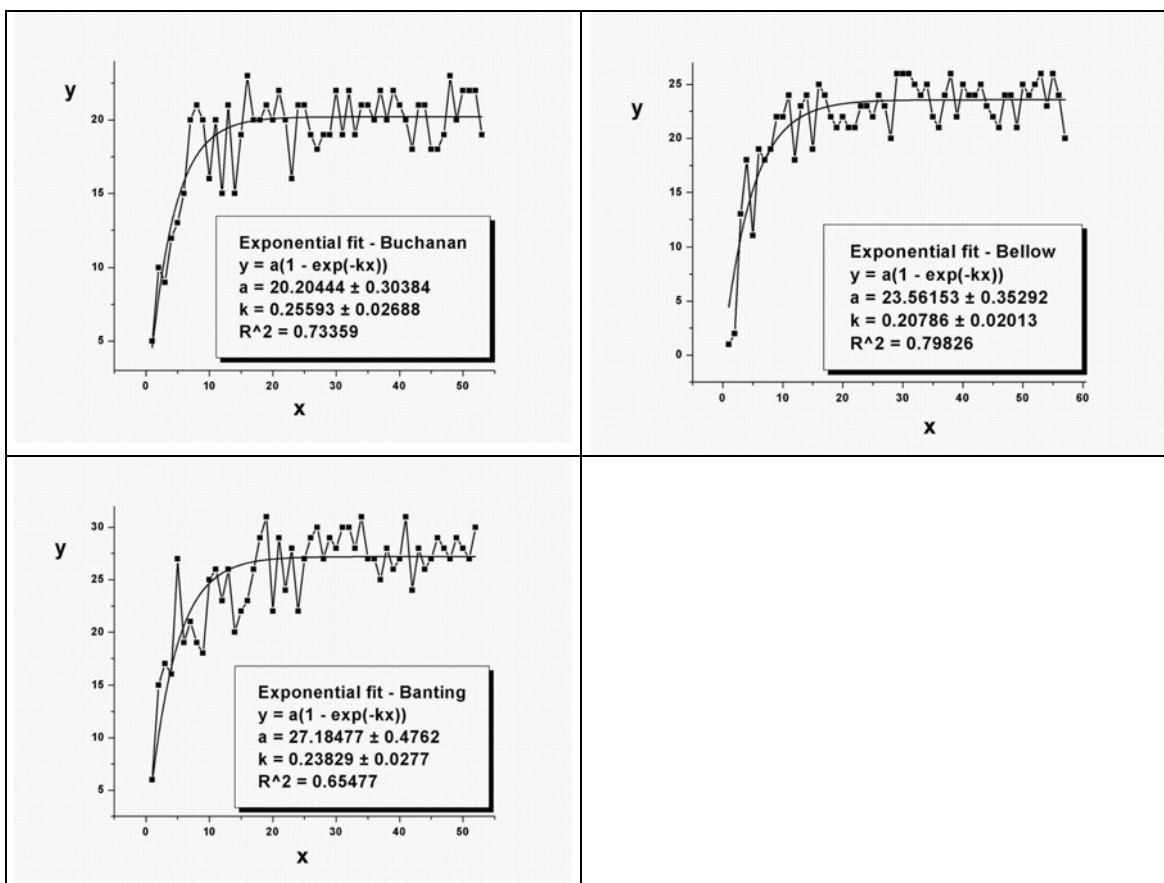 y
20
15
10
5
Exponential fit - Buchanan
y = a(1 - exp(-kx))
a = 20.20444 ± 0.30384
k = 0.25593 ± 0.02688
R^2 = 0.73359
0 10 20 30 40 50
x
y
25
20
15
10
5
0
Exponential fit - Bellow
y = a(1 - exp(-kx))
a = 23.56153 ± 0.35292
k = 0.20786 ± 0.02013
R^2 = 0.79826
0 10 20 30 40 50 60
x
y
30
25
20
15
10
5
Exponential fit - Banting
y = a(1 - exp(-kx))
a = 27.18477 ± 0.4762
k = 0.23829 ± 0.0277
R^2 = 0.65477
0 10 20 30 40 50
x